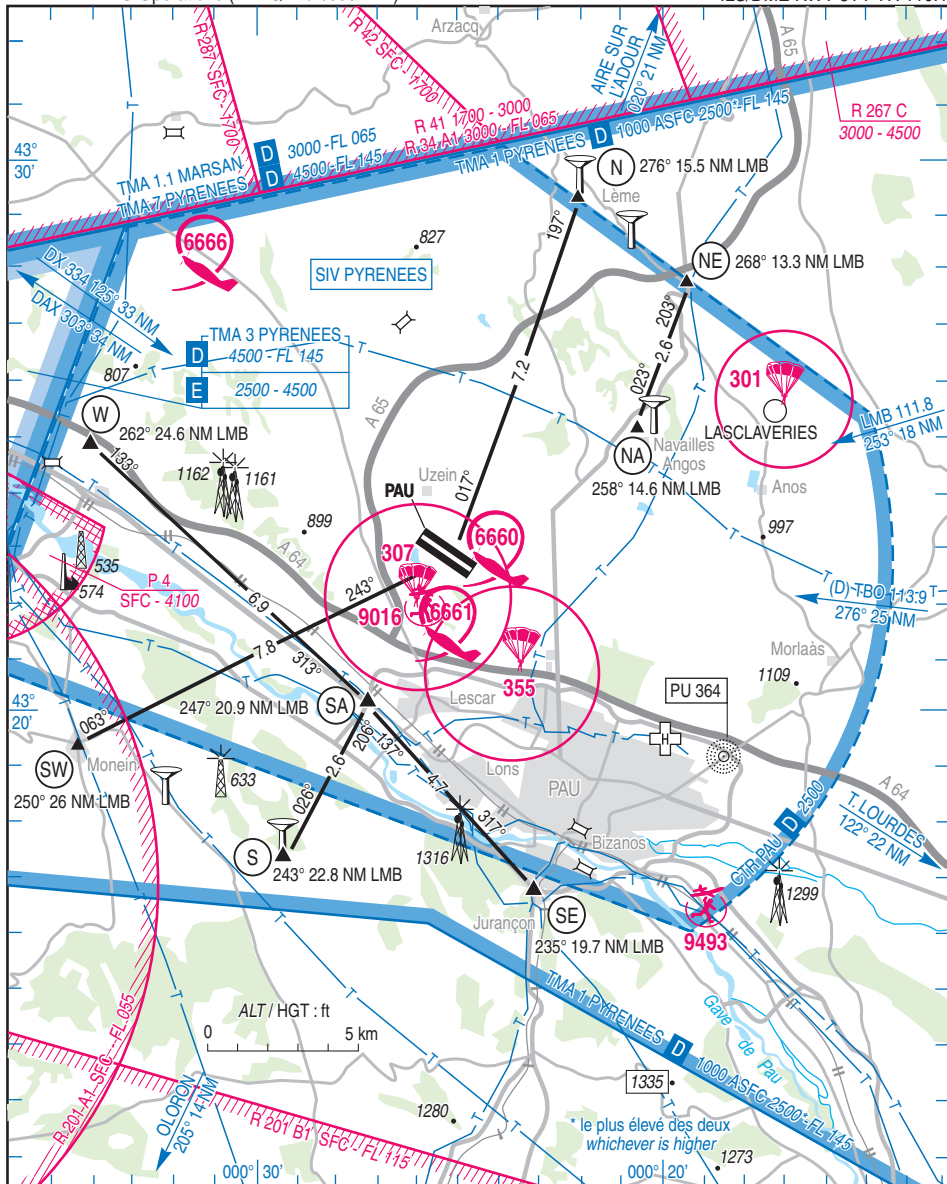 Arzacq
A 65
R 287 SFC - 1700
R 42 SFC - 1700
AIRE SUR
L'ADOUR
020° 21 NM
R 41 1700 - 3000
R 34 A1 3000 - FL 065
R 267 C
3000 - 4500
43°
30'
TMA 1.1 MARSAN D 3000 - FL 065
TMA 7 PYRENEES D 4500 - FL 145
TMA 1 PYRENEES D 1000 ASFC 2500* - FL 145
N
276° 15.5 NM LMB
Lème
197°
6666
827
SIV PYRENEES
NE
268° 13.3 NM LMB
DX 334 125° 33 NM
DAX 303° 34 NM
TMA 3 PYRENEES
D 4500 - FL 145
E 2500 - 4500
807
7.2
203°
2.6
023°
301
LASCLAVERIES
LMB 111.8
253° 18 NM
W
262° 24.6 NM LMB
133°
A 65
NA
Navailles
Angos
258° 14.6 NM LMB
1162
1161
Uzein
017°
PAU
Anos
899
997
A 64
307
6660
535
574
P 4
SFC - 4100
243°
9016
6661
(D) TBO 113.9
276° 25 NM
6.9
7.8
313°
355
Morlaàs
1109
PU 364
43°
20'
247° 20.9 NM LMB
SA
Lescar
063°
206°
137°
SW
Monein
250° 26 NM LMB
633
2.6
026°
4.7
317°
Lons
PAU
A 64
T. LOURDES
122° 22 NM
S
243° 22.8 NM LMB
1316
Bizanos
CTR PAU D 2500
1299
Jurançon
SE
235° 19.7 NM LMB
9493
ALT / HGT : ft
0
5 km
TMA 1 PYRENEES D 1000 ASFC 2500* - FL 145
Gave de Pau
R 201 A1 SFC - FL 055
OLORON
205° 14 NM
R 201 B1 SFC - FL 115
1280
1335
* le plus élevé des deux
whichever is higher
1273
000° 30'
000° 20'